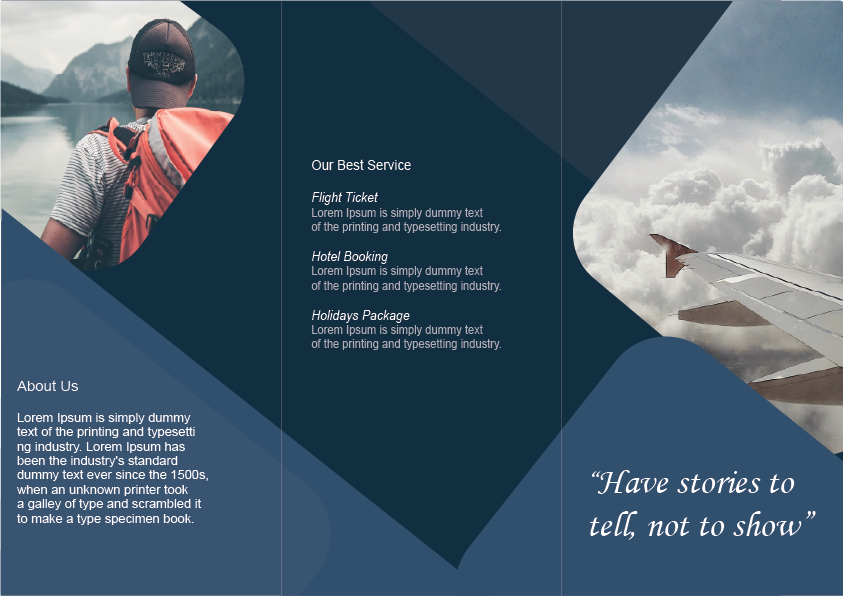 About Us
Lorem Ipsum is simply dummy
text of the printing and typesetti
ng industry. Lorem Ipsum has
been the industry's standard
dummy text ever since the 1500s,
when an unknown printer took
a galley of type and scrambled it
to make a type specimen book.
Our Best Service
Flight Ticket
Lorem Ipsum is simply dummy text
of the printing and typesetting industry.
Hotel Booking
Lorem Ipsum is simply dummy text
of the printing and typesetting industry.
Holidays Package
Lorem Ipsum is simply dummy text
of the printing and typesetting industry.
“Have stories to
tell, not to show”